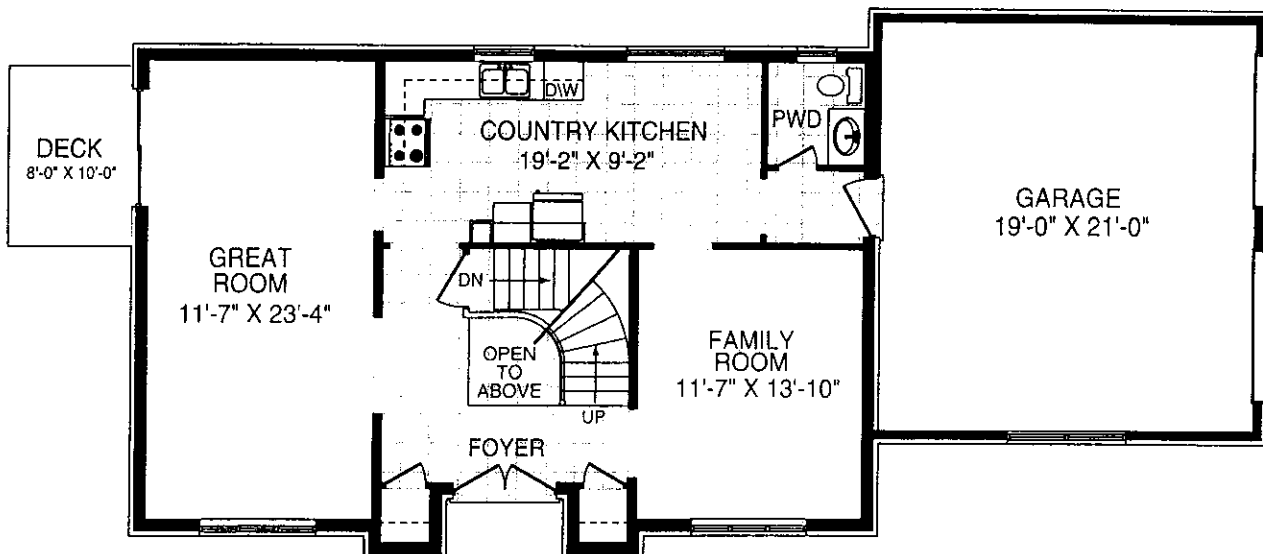 DECK
8'-0" X 10'-0"
GREAT
ROOM
11'-7" X 23'-4"
D\W
COUNTRY KITCHEN
19'-2" X 9'-2"
PWD
GARAGE
19'-0" X 21'-0"
DN
OPEN
TO
ABOVE
UP
FAMILY
ROOM
11'-7" X 13'-10"
FOYER